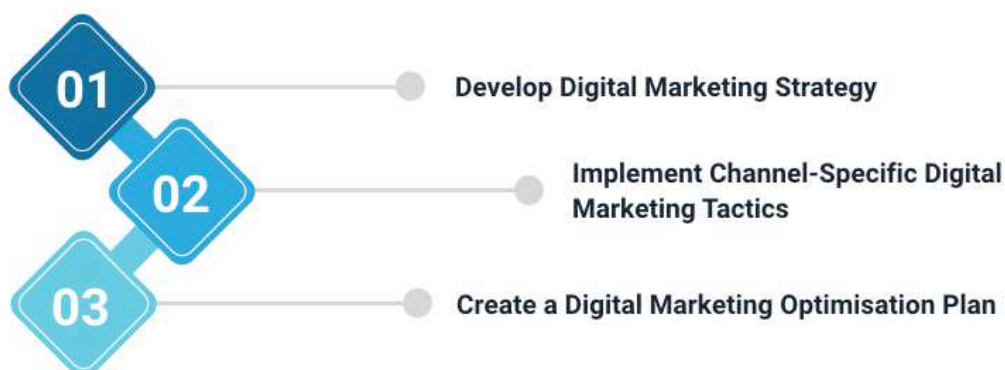 01
Develop Digital Marketing Strategy
02
Implement Channel-Specific Digital
Marketing Tactics
03
Create a Digital Marketing Optimisation Plan